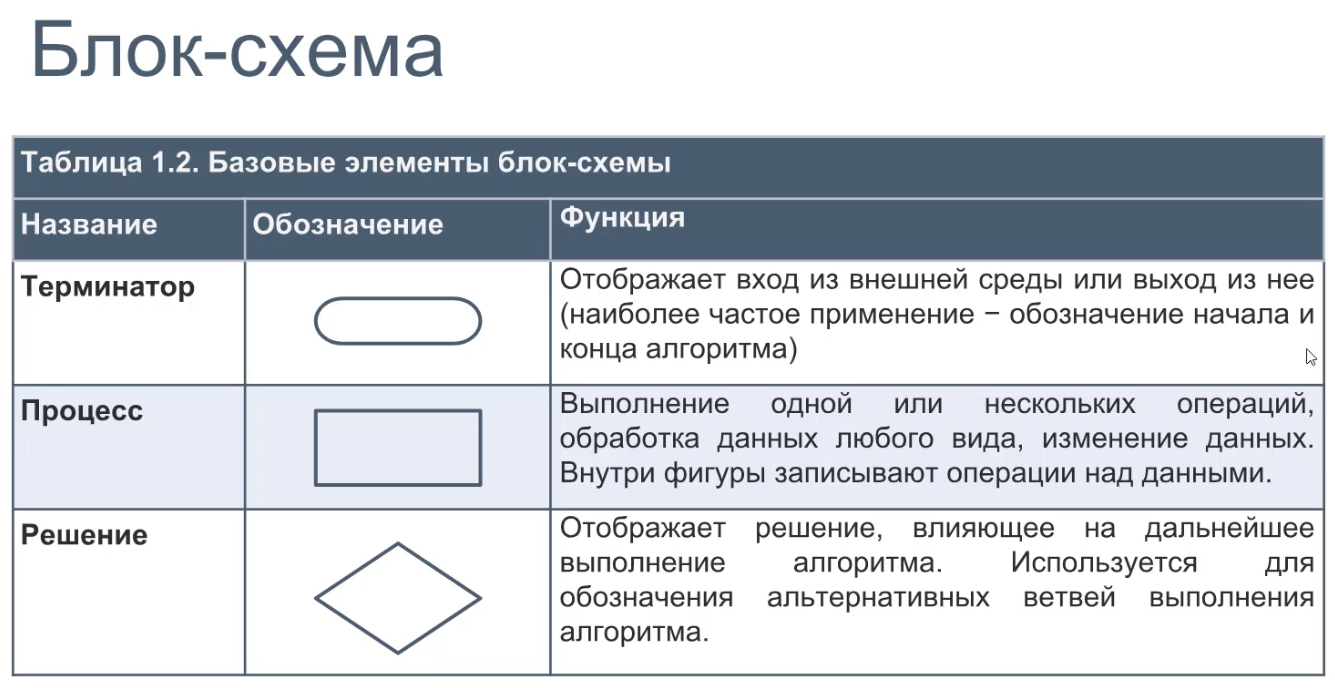 Блок-схема
Таблица 1.2. Базовые элементы блок-схемы
Название
Обозначение
Функция
Терминатор
Отображает вход из внешней среды или выход из нее
(наиболее частое применение − обозначение начала и
конца алгоритма)
Процесс
Выполнение одной или нескольких операций,
обработка данных любого вида, изменение данных.
Внутри фигуры записывают операции над данными.
Решение
Отображает решение, влияющее на дальнейшее
выполнение алгоритма. Используется для
обозначения альтернативных ветвей выполнения
алгоритма.